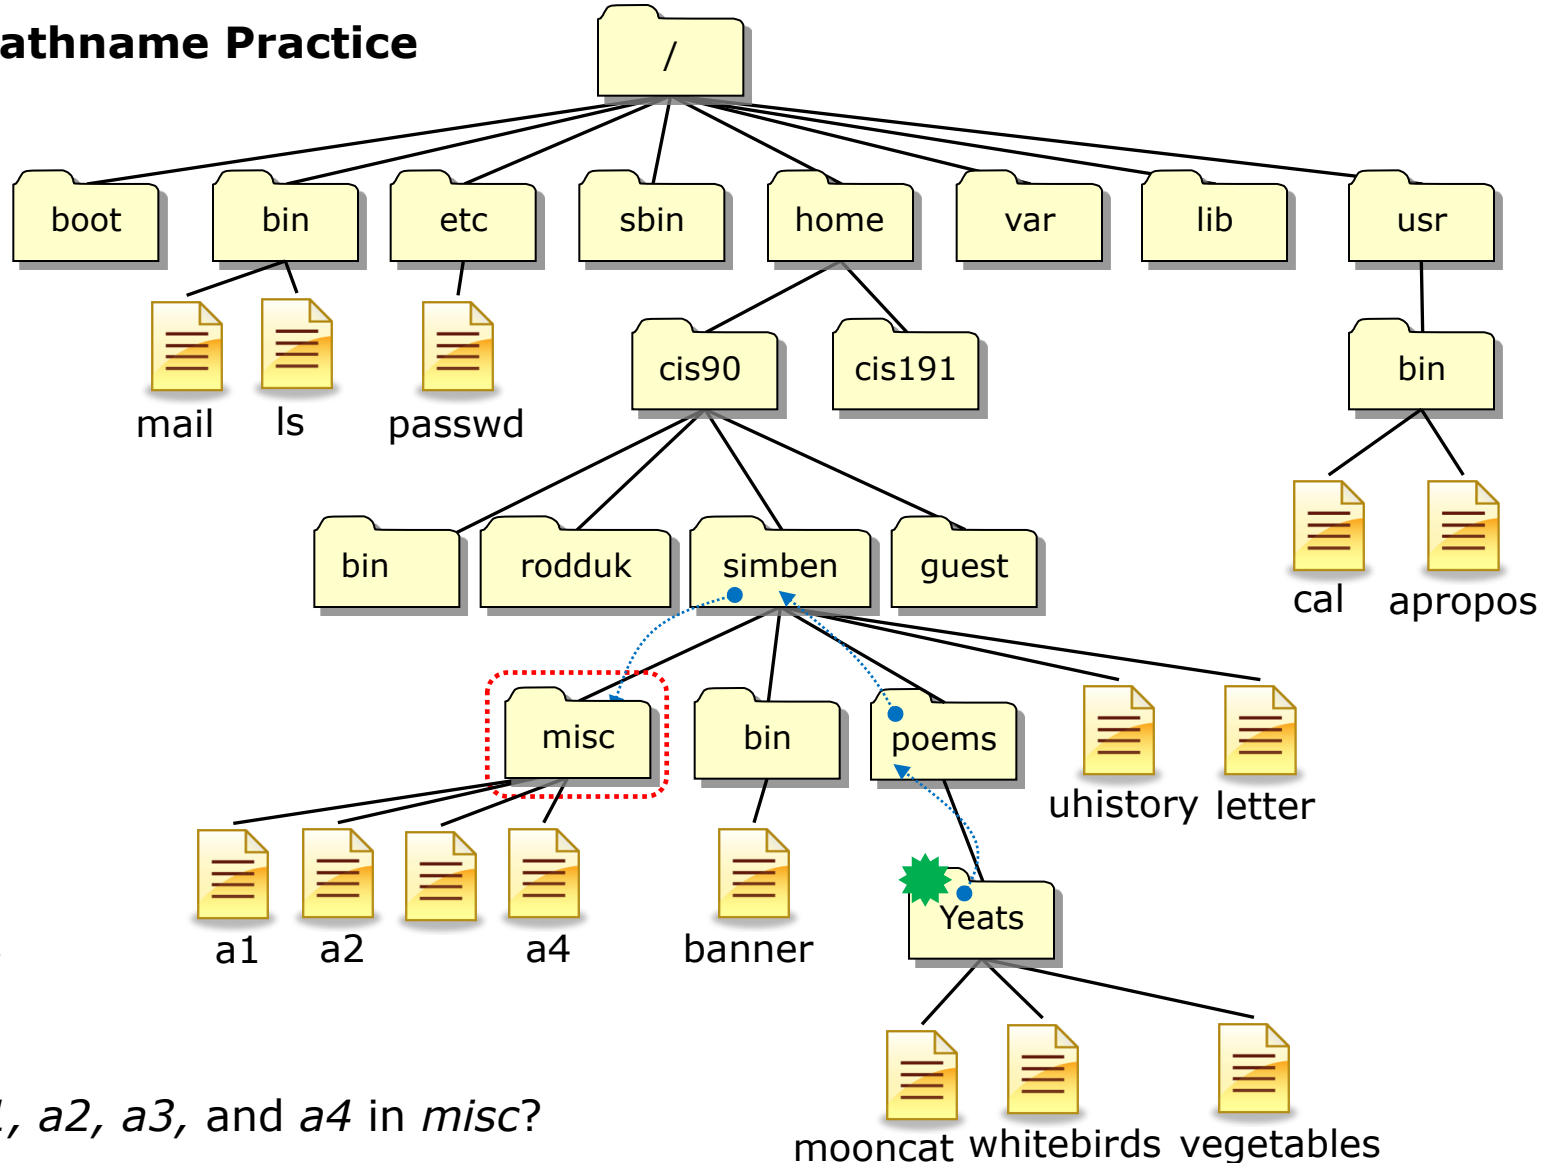 athname Practice
/
boot bin etc sbin home var lib usr
mail ls passwd
cis90 cis191 bin
bin rodduk simben guest
cal apropos
misc bin poems
uhistory letter
a1 a2 a4 banner
Yeats
, a2, a3, and a4 in misc?
mooncat whitebirds vegetables